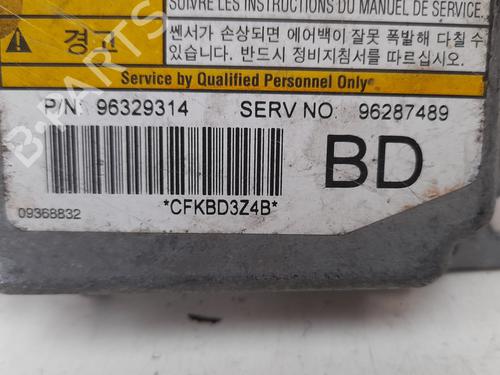 SUIVRE LES INSTRUCTIONS DU MANUEL DE SERVICE.
경고
쎈서가 손상되면 에어백이 잘못 폭발해 다칠 수
있습니다. 반드시 정비지침서를 따르십시오.
Service by Qualified Personnel Only
P/N: 96329314 SERV NO: 96287489
BD
*CFKBD3Z4B*
09368832
B-PARTS